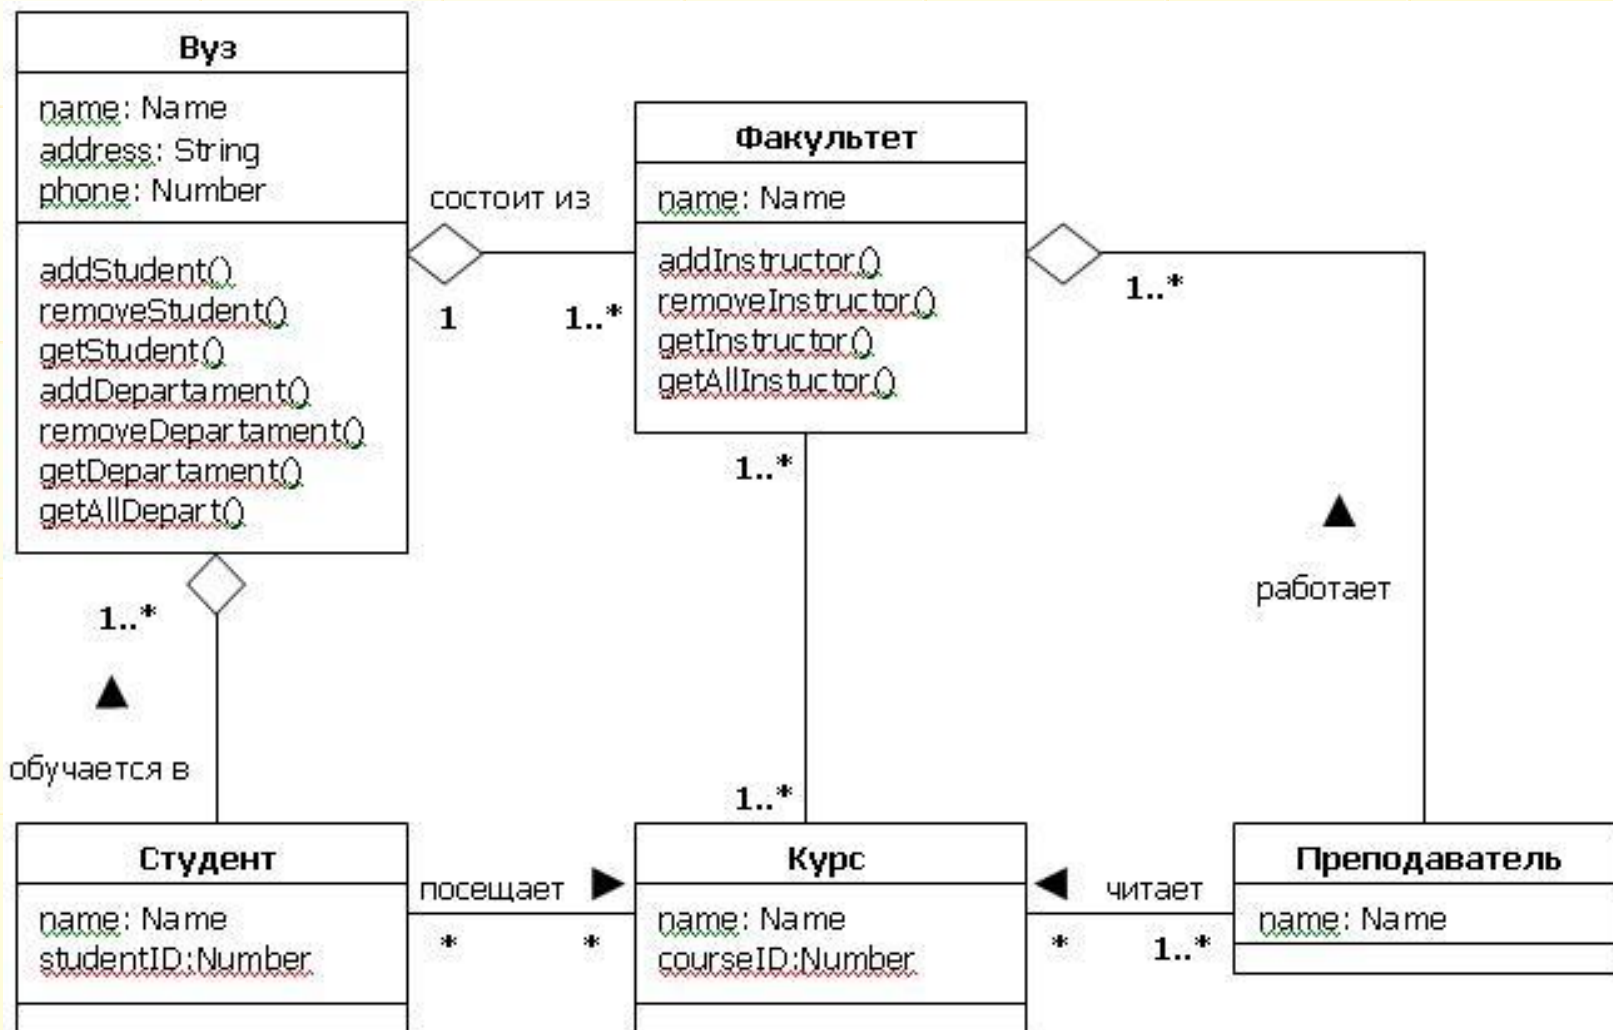 Вуз
name: Name
address: String
phone: Number
addStudent()
removeStudent()
getStudent()
addDepartament()
removeDepartament()
getDepartament()
getAllDepart()
состоит из
1
1..*
Факультет
name: Name
addInstructor()
removeInstructor()
getInstructor()
getAllInstuctor()
1..*
1..*
работает
1..*
обучается в
1..*
Студент
name: Name
studentID:Number
посещает
*
*
Курс
name: Name
courseID:Number
читает
*
1..*
Преподаватель
name: Name